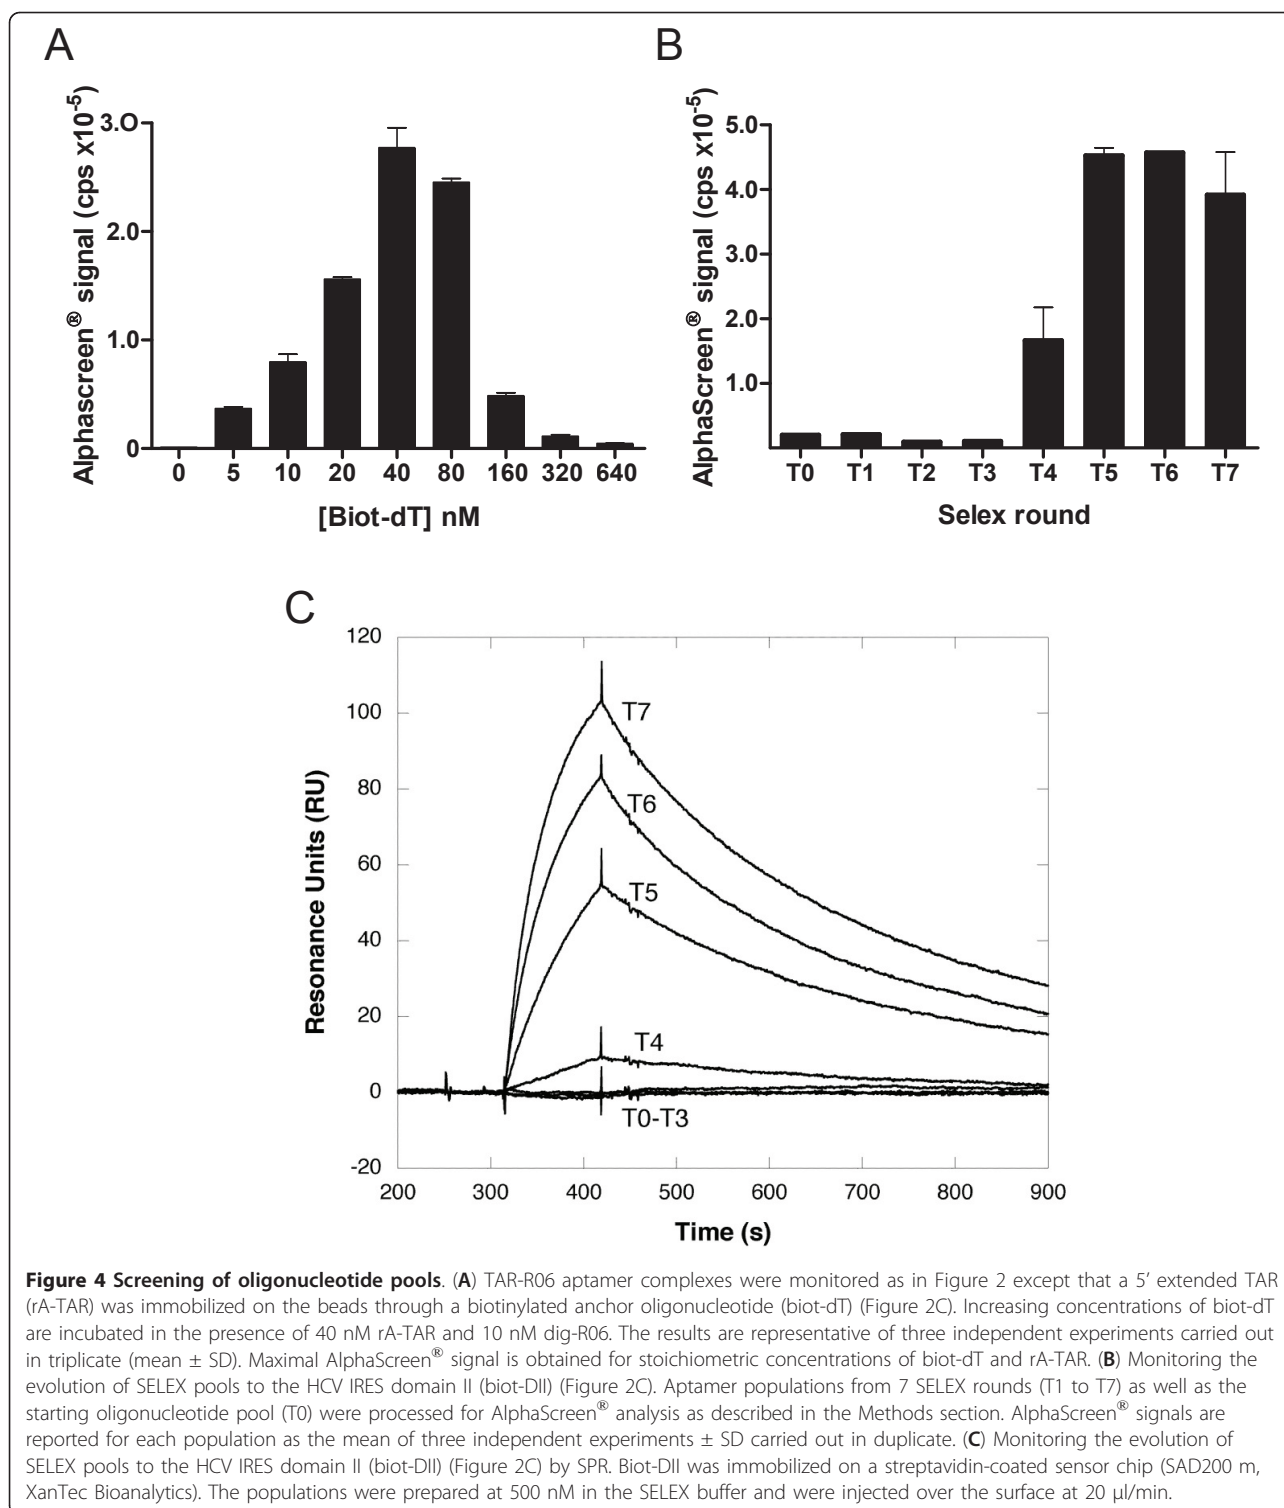 A
Alphascreen® signal (cps x10-5)
3.0
2.0
1.0
0
0 5 10 20 40 80 160 320 640
[Biot-dT] nM
B
AlphaScreen® signal (cps x10-5)
5.0
4.0
3.0
2.0
1.0
T0 T1 T2 T3 T4 T5 T6 T7
Selex round
C
Resonance Units (RU)
120
100
80
60
40
20
0
-20
T7
T6
T5
T4
T0-T3
200 300 400 500 600 700 800 900
Time (s)
Figure 4 Screening of oligonucleotide pools. (A) TAR-R06 aptamer complexes were monitored as in Figure 2 except that a 5′ extended TAR
(rA-TAR) was immobilized on the beads through a biotinylated anchor oligonucleotide (biot-dT) (Figure 2C). Increasing concentrations of biot-dT
are incubated in the presence of 40 nM rA-TAR and 10 nM dig-R06. The results are representative of three independent experiments carried out
in triplicate (mean ± SD). Maximal AlphaScreen® signal is obtained for stoichiometric concentrations of biot-dT and rA-TAR. (B) Monitoring the
evolution of SELEX pools to the HCV IRES domain II (biot-DII) (Figure 2C). Aptamer populations from 7 SELEX rounds (T1 to T7) as well as the
starting oligonucleotide pool (T0) were processed for AlphaScreen® analysis as described in the Methods section. AlphaScreen® signals are
reported for each population as the mean of three independent experiments ± SD carried out in duplicate. (C) Monitoring the evolution of
SELEX pools to the HCV IRES domain II (biot-DII) (Figure 2C) by SPR. Biot-DII was immobilized on a streptavidin-coated sensor chip (SAD200 m,
XanTec Bioanalytics). The populations were prepared at 500 nM in the SELEX buffer and were injected over the surface at 20 μl/min.